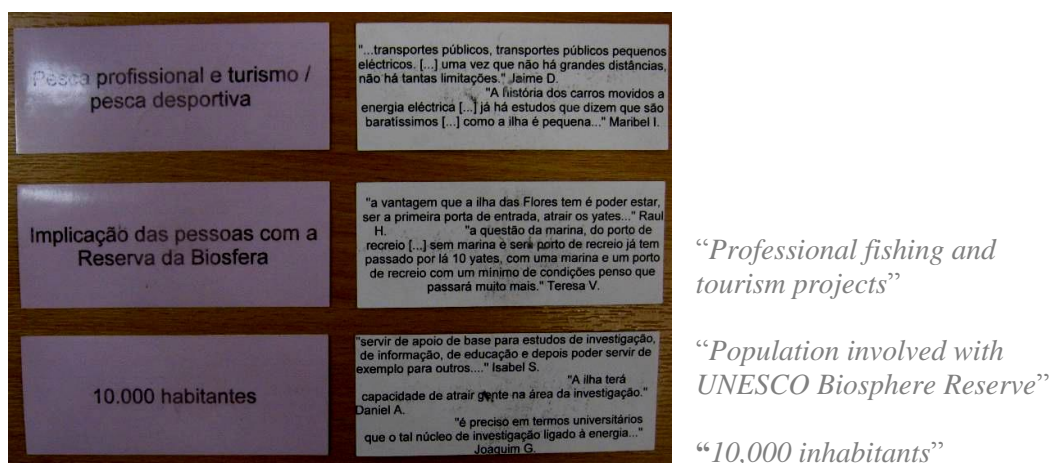 Pesca profissional e turismo /
pesca desportiva
"...transportes públicos, transportes públicos pequenos
eléctricos. [...] uma vez que não há grandes distâncias,
não há tantas limitações." Jaime D.
"A história dos carros movidos a
energia eléctrica [...] já há estudos que dizem que são
baratíssimos [...] como a ilha é pequena..." Maribel I.
Implicação das pessoas com a
Reserva da Biosfera
"a vantagem que a ilha das Flores tem é poder estar,
ser a primeira porta de entrada, atrair os yates..." Raul
H. "a questão da marina, do porto de
recreio [...] sem marina e sem porto de recreio já tem
passado por lá 10 yates, com uma marina e um porto
de recreio com um mínimo de condições penso que
passará muito mais." Teresa V.
10.000 habitantes
"servir de apoio de base para estudos de investigação,
de informação, de educação e depois poder servir de
exemplo para outros...." Isabel S.
"A ilha terá
capacidade de atrair gente na área da investigação."
Daniel A.
"é preciso em termos universitários
que o tal núcleo de investigação ligado à energia..."
Joaquim G.
“Professional fishing and
tourism projects”
“Population involved with
UNESCO Biosphere Reserve”
“10,000 inhabitants”